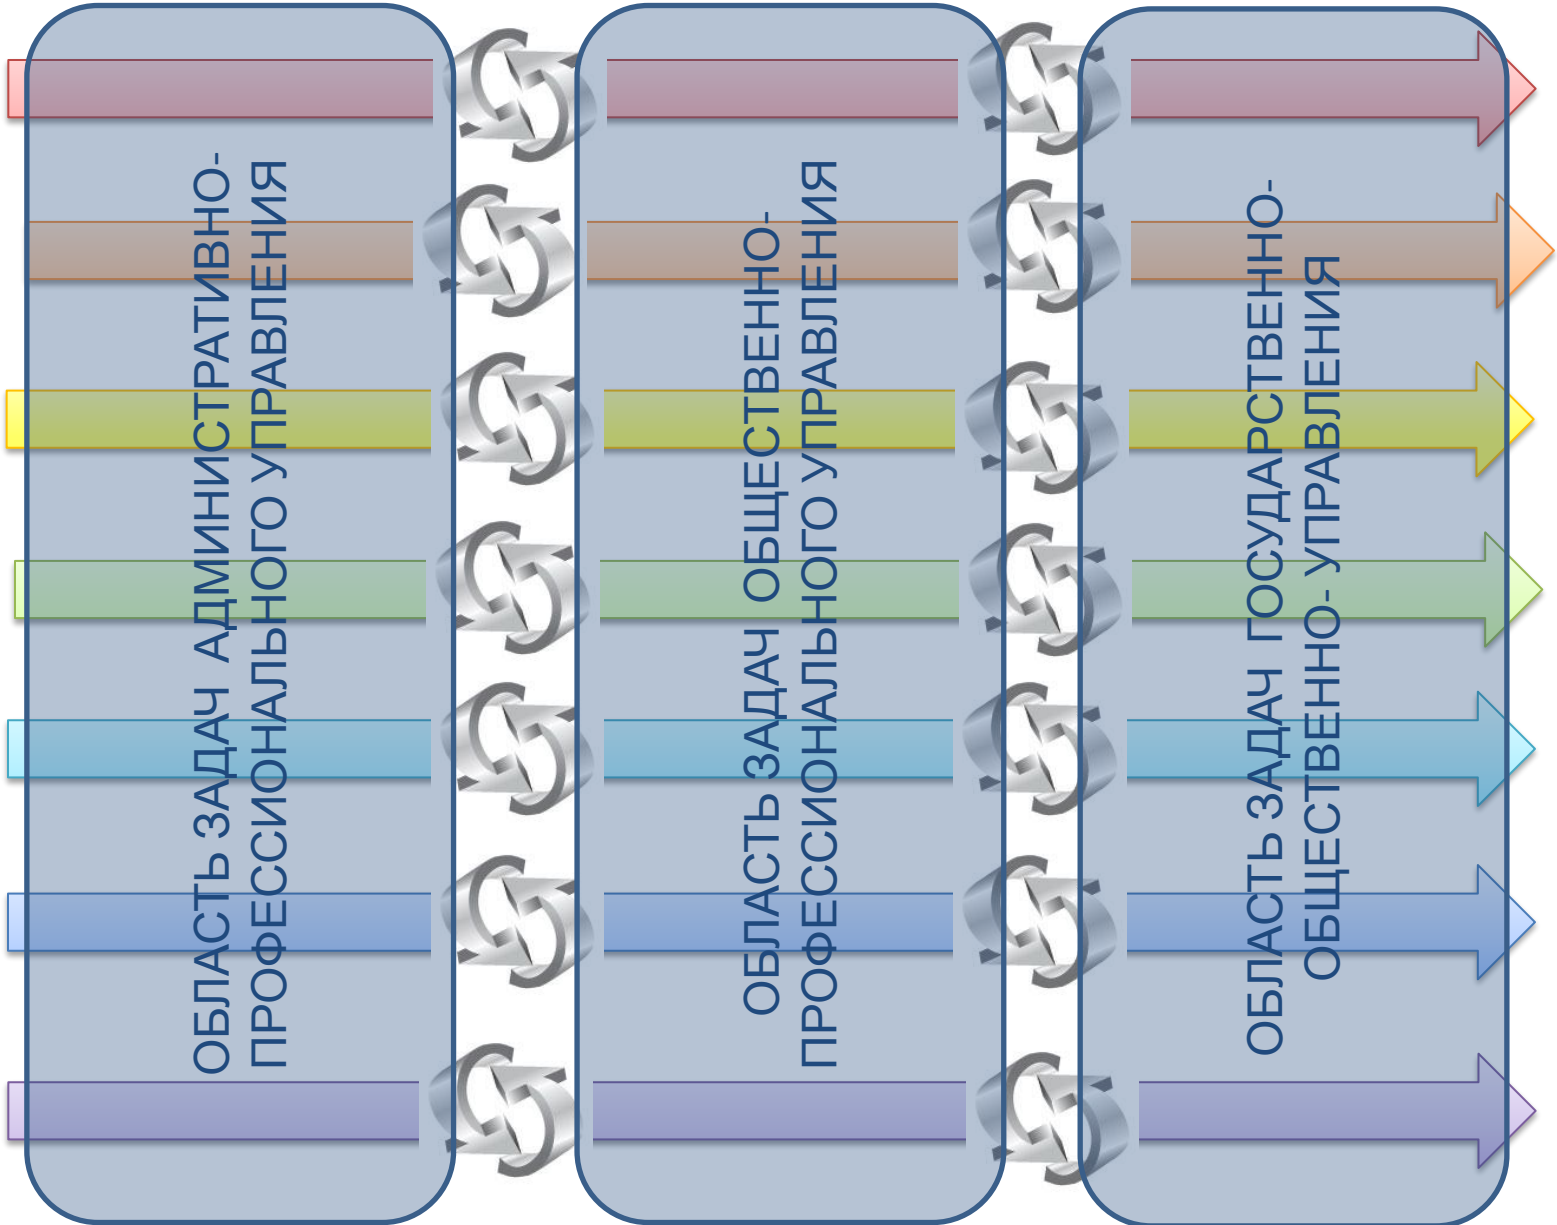 ОБЛАСТЬ ЗАДАЧ АДМИНИСТРАТИВНО-
ПРОФЕССИОНАЛЬНОГО УПРАВЛЕНИЯ
ОБЛАСТЬ ЗАДАЧ ОБЩЕСТВЕННО-
ПРОФЕССИОНАЛЬНОГО УПРАВЛЕНИЯ
ОБЛАСТЬ ЗАДАЧ ГОСУДАРСТВЕННО-
ОБЩЕСТВЕННО- УПРАВЛЕНИЯ